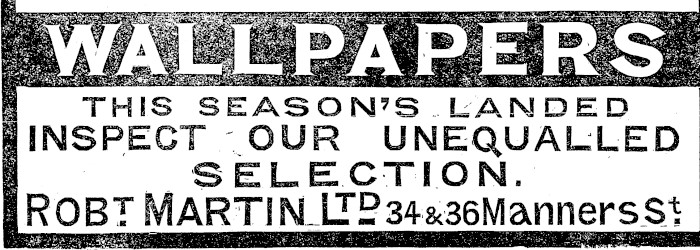 WALLPAPERS
THIS SEASON'S LANDED
INSPECT OUR UNEQUALLED
SELECTION.
ROBT MARTIN LTD 34 & 36 Manners St